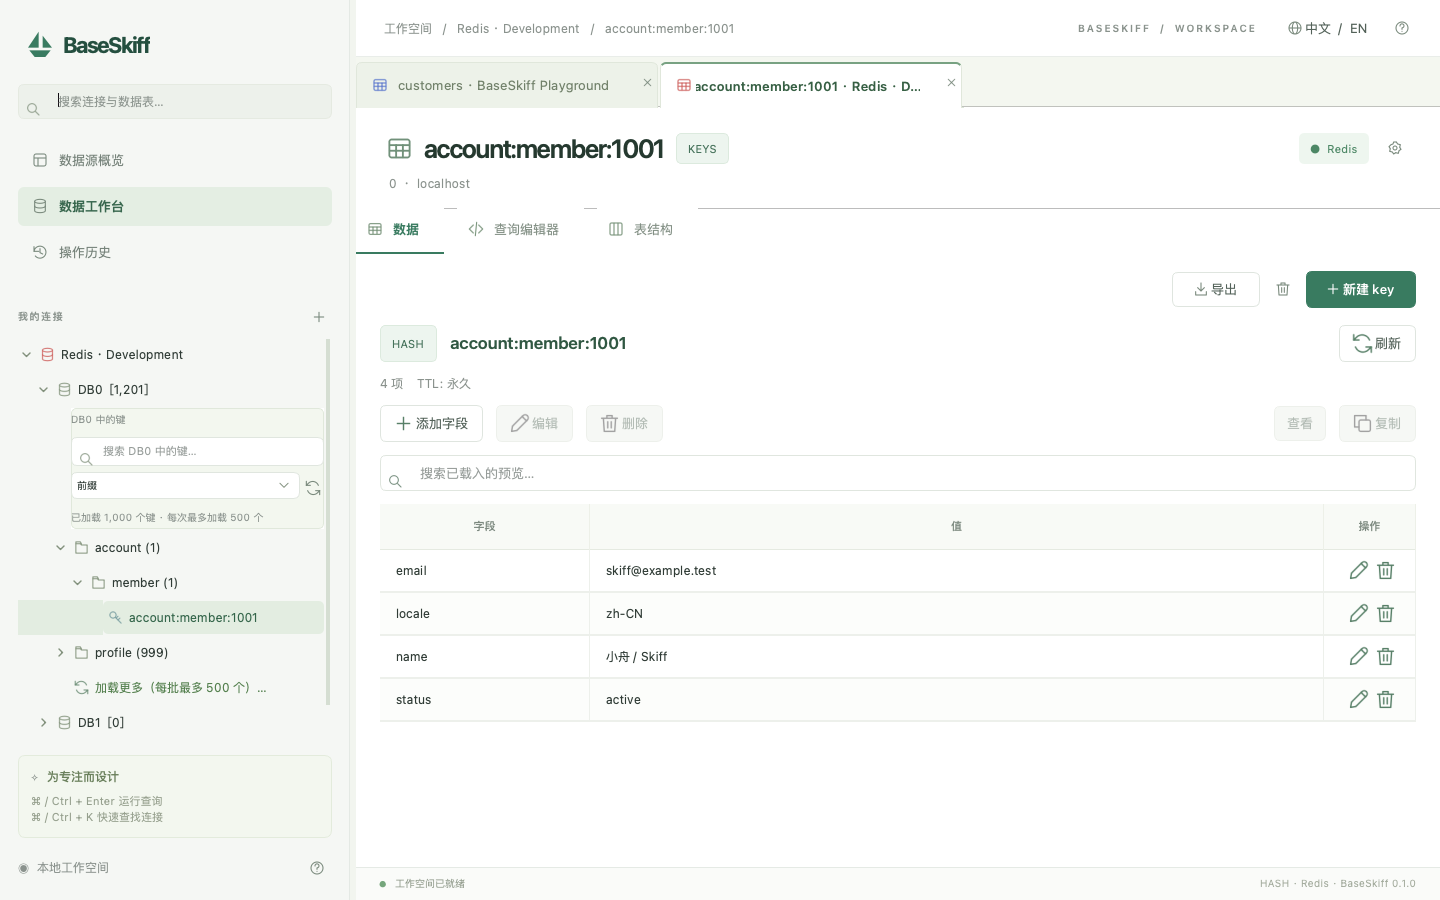 BaseSkiff
搜索连接与数据表...
数据源概览
数据工作台
操作历史
我的连接
Redis · Development
DB0 [1,201]
DB0 中的键
搜索 DB0 中的键...
前缀
已加载 1,000 个键 · 每次最多加载 500 个
account (1)
member (1)
account:member:1001
profile (999)
加载更多（每批最多 500 个）...
DB1 [0]
为专注而设计
⌘ / Ctrl + Enter 运行查询
⌘ / Ctrl + K 快速查找连接
本地工作空间
工作空间 / Redis · Development / account:member:1001
BASESKIFF / WORKSPACE
中文 / EN
customers · BaseSkiff Playground
account:member:1001 · Redis · D...
account:member:1001
KEYS
Redis
0 · localhost
数据
查询编辑器
表结构
导出
+ 新建 key
HASH
account:member:1001
刷新
4 项 TTL: 永久
添加字段
编辑
删除
查看
复制
搜索已载入的预览...
字段 值 操作
email skiff@example.test
locale zh-CN
name 小舟 / Skiff
status active
工作空间已就绪
HASH · Redis · BaseSkiff 0.1.0